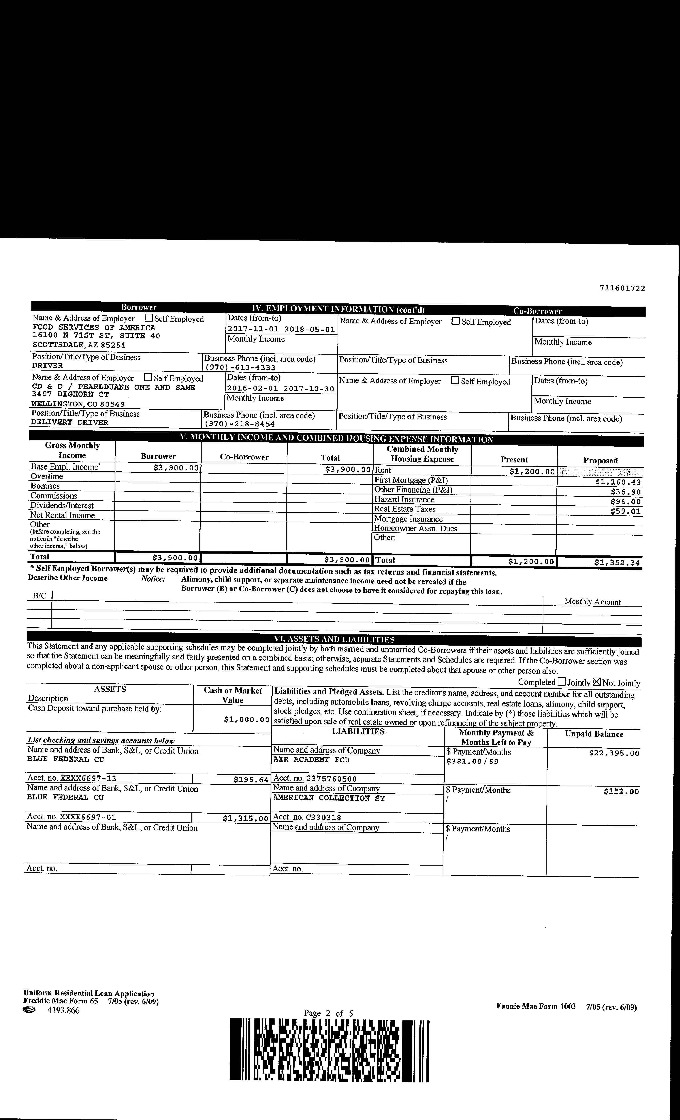 711601722
Borrower IV. EMPLOYMENT INFORMATION (cont'd) Co-Borrower
Name & Address of Employer ☐ Self Employed Dates (from-to) Name & Address of Employer ☐ Self Employed Dates (from-to)
FOOD SERVICES OF AMERICA 2017-11-01 2018-05-01
16100 N 71ST ST, SUITE 40 Monthly Income Monthly Income
SCOTTSDALE, AZ 85251
Position/Title/Type of Business Business Phone (incl. area code) Position/Title/Type of Business Business Phone (incl. area code)
DRIVER (970)-613-4333
Name & Address of Employer ☐ Self Employed Dates (from-to) Name & Address of Employer ☐ Self Employed Dates (from-to)
CD & D / PEARLDUANS ONE AND SAME 2016-02-01 2017-10-30
3497 BIGHORN CT Monthly Income Monthly Income
WELLINGTON, CO 80549
Position/Title/Type of Business Business Phone (incl. area code) Position/Title/Type of Business Business Phone (incl. area code)
DELIVERY DRIVER (970)-218-8454
V. MONTHLY INCOME AND COMBINED HOUSING EXPENSE INFORMATION
Gross Monthly Income Borrower Co-Borrower Total Combined Monthly Housing Expense Present Proposed
Base Empl. Income* $3,900.00 $3,900.00 Rent $1,200.00
Overtime First Mortgage (P&I) $1,160.43
Bonuses Other Financing (P&I) $36.90
Commissions Hazard Insurance $96.00
Dividends/Interest Real Estate Taxes $59.01
Net Rental Income Mortgage Insurance
Other Homeowner Assn. Dues
(before completing, see the notice in "describe other income," below) Other:
Total $3,900.00 $3,900.00 Total $1,200.00 $1,352.34
* Self Employed Borrower(s) may be required to provide additional documentation such as tax returns and financial statements.
Describe Other Income Notice: Alimony, child support, or separate maintenance income need not be revealed if the
Borrower (B) or Co-Borrower (C) does not choose to have it considered for repaying this loan.
B/C Monthly Amount
VI. ASSETS AND LIABILITIES
This Statement and any applicable supporting schedules may be completed jointly by both married and unmarried Co-Borrowers if their assets and liabilities are sufficiently joined
so that the Statement can be meaningfully and fairly presented on a combined basis; otherwise, separate Statements and Schedules are required. If the Co-Borrower section was
completed about a non-applicant spouse or other person, this Statement and supporting schedules must be completed about that spouse or other person also.
Completed ☐ Jointly ☒ Not Jointly
ASSETS Cash or Market Value Liabilities and Pledged Assets. List the creditor's name, address, and account number for all outstanding
Description debts, including automobile loans, revolving charge accounts, real estate loans, alimony, child support,
Cash Deposit toward purchase held by: stock pledges, etc. Use continuation sheet, if necessary. Indicate by (*) those liabilities which will be
$1,000.00 satisfied upon sale of real estate owned or upon refinancing of the subject property.
LIABILITIES Monthly Payment & Months Left to Pay Unpaid Balance
List checking and savings accounts below
Name and address of Bank, S&L, or Credit Union Name and address of Company $ Payment/Months $22,395.00
BLUE FEDERAL CU AIR ACADEMY FCU
Acct. no. XXXX6697-13 $195.64 Acct. no. 2375760500
Name and address of Bank, S&L, or Credit Union Name and address of Company $ Payment/Months $122.00
BLUE FEDERAL CU AMERICAN COLLECTION SY /
Acct. no. XXXX6697-01 $1,315.00 Acct. no. C330318
Name and address of Bank, S&L, or Credit Union Name and address of Company $ Payment/Months
/
Acct. no. Acct. no.
Uniform Residential Loan Application
Freddie Mac Form 65 7/05 (rev. 6/09)
4193.866 Page 2 of 5 Fannie Mae Form 1003 7/05 (rev. 6/09)